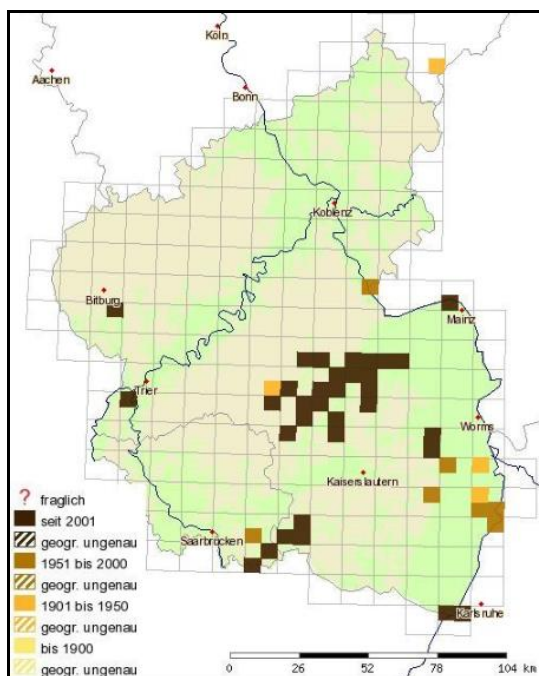 Köln
Aachen
Bonn
Koblenz
Bitburg
Mainz
Trier
Worms
Kaiserslautern
Saarbrücken
Karlsruhe
? fraglich
seit 2001
geogr. ungenau
1951 bis 2000
geogr. ungenau
1901 bis 1950
geogr. ungenau
bis 1900
geogr. ungenau
0 26 52 78 104 km